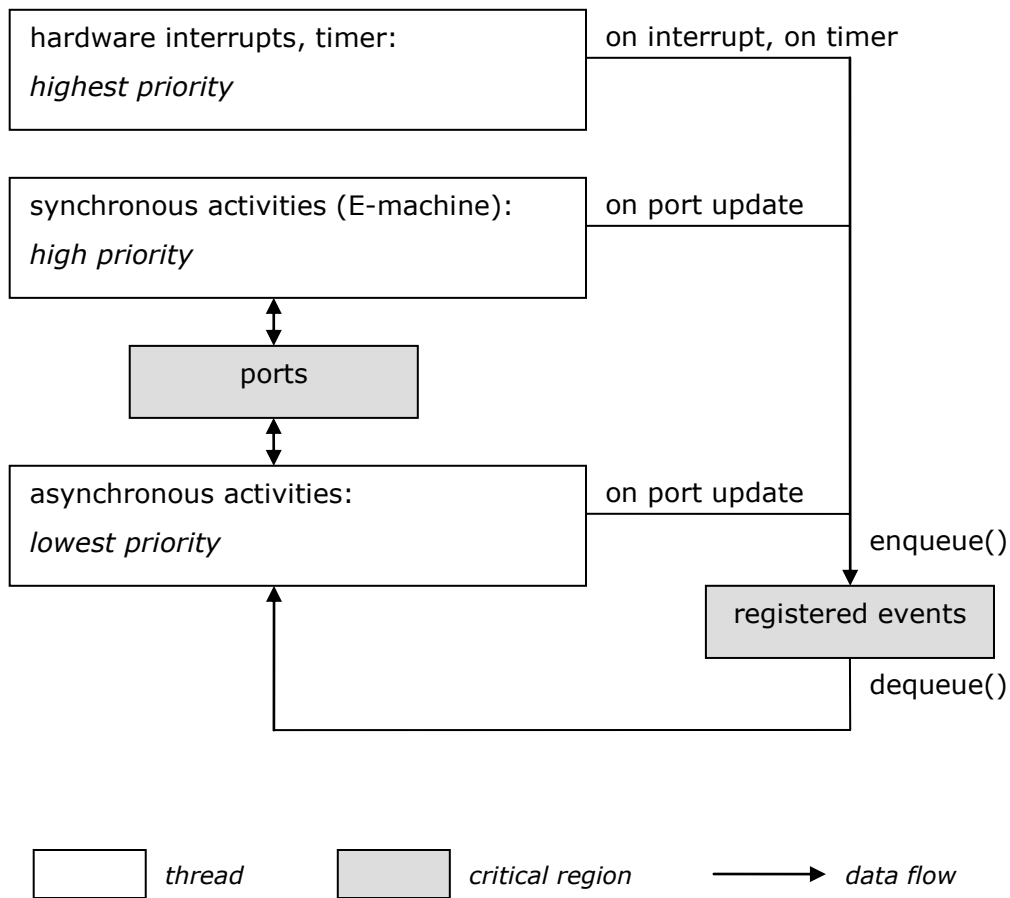 hardware interrupts, timer:
highest priority
on interrupt, on timer
synchronous activities (E-machine):
high priority
on port update
ports
asynchronous activities:
lowest priority
on port update
enqueue()
registered events
dequeue()
thread
critical region
data flow